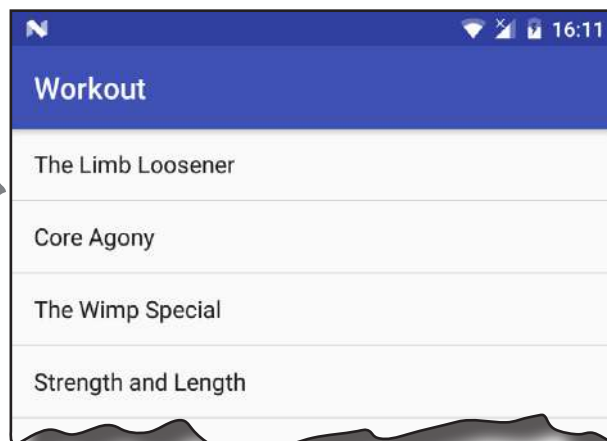 16:11
Workout
The Limb Loosener
Core Agony
The Wimp Special
Strength and Length